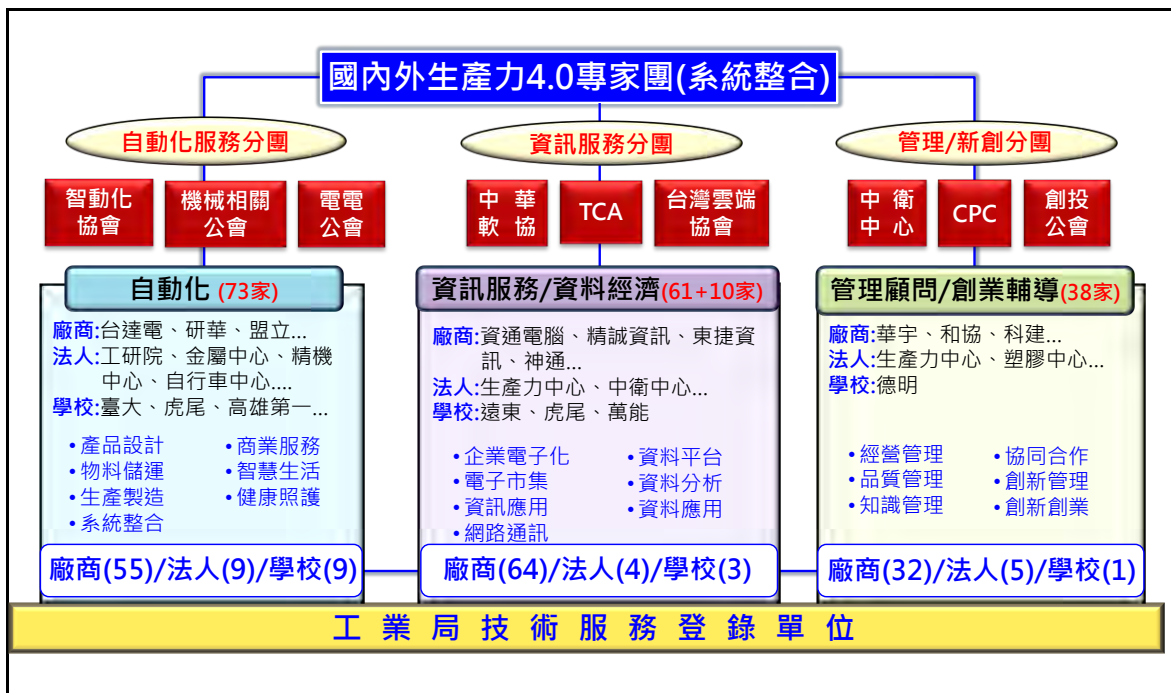 國內外生產力4.0專家團(系統整合)
自動化服務分團
資訊服務分團
管理/新創分團
智動化
協會
機械相關
公會
電電
公會
中 華
軟 協
TCA
台灣雲端
協會
中 衛
中 心
CPC
創投
公會
自動化 (73家)
廠商:台達電、研華、盟立...
法人:工研院、金屬中心、精機
中心、自行車中心....
學校:臺大、虎尾、高雄第一...
•產品設計
•物料儲運
•生產製造
•系統整合
•商業服務
•智慧生活
•健康照護
廠商(55)/法人(9)/學校(9)
資訊服務/資料經濟(61+10家)
廠商:資通電腦、精誠資訊、東捷資
訊、神通...
法人:生產力中心、中衛中心...
學校:遠東、虎尾、萬能
•企業電子化
•電子市集
•資訊應用
•網路通訊
•資料平台
•資料分析
•資料應用
廠商(64)/法人(4)/學校(3)
管理顧問/創業輔導(38家)
廠商:華宇、和協、科建...
法人:生產力中心、塑膠中心...
學校:德明
•經營管理
•品質管理
•知識管理
•協同合作
•創新管理
•創新創業
廠商(32)/法人(5)/學校(1)
工 業 局 技 術 服 務 登 錄 單 位